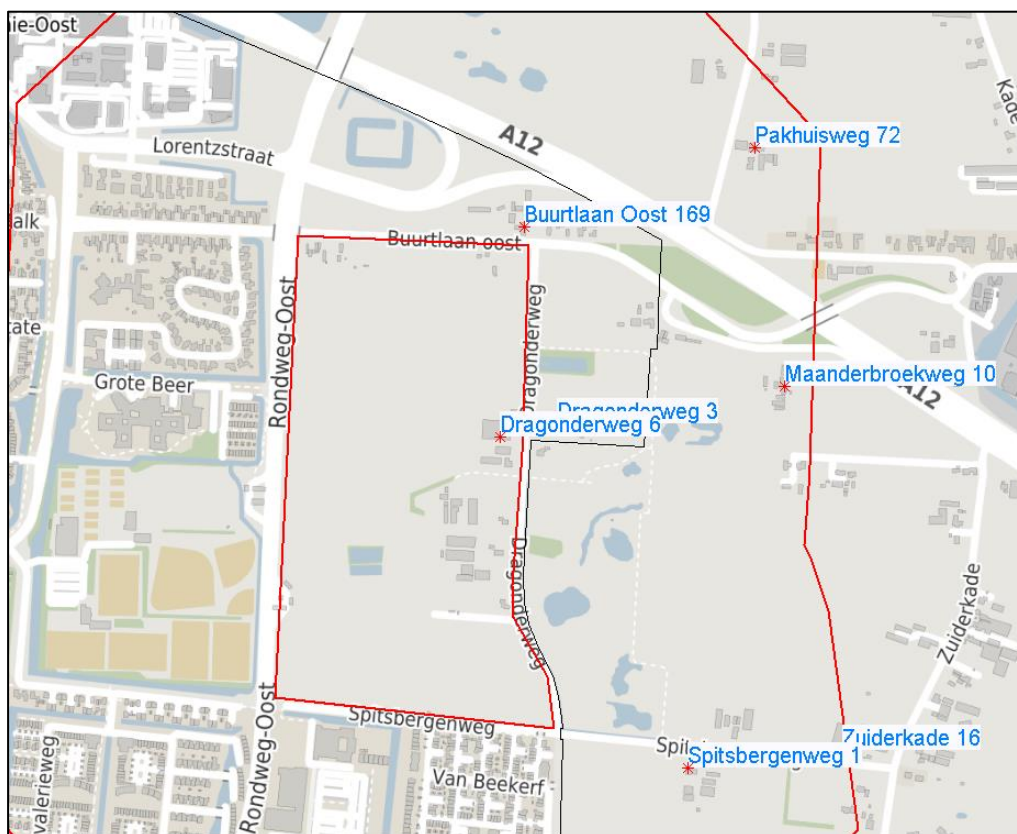 nie-Oost
Lorentzstraat
A12
Kade
Pakhuisweg 72
alk
Buurtlaan Oost 169
Buurtlaan oost
Rondweg-Oost
Dragonderweg
tate
Grote Beer
Maanderbroekweg 10
A12
Dragonderweg 3
Dragonderweg 6
Dragonderweg
Zuiderkade
Rondweg-Oost
Spitsbergenweg
Zuiderkade 16
Spitsbergenweg 1
Van Beekerf
valerieweg